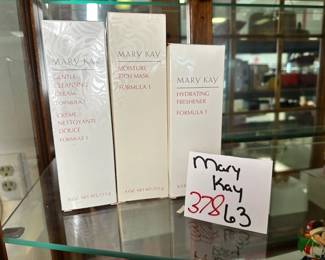 MARY KAY
GENTLE
CLEANSING
CREAM
FORMULA 1
CRÈME
NETTOYANTE
DOUCE
FORMULE 1
MARY KAY
MOISTURE
RICH MASK
FORMULA 1
MARY KAY
HYDRATING
FRESHENER
FORMULA 1
Mary
Kay
378 63